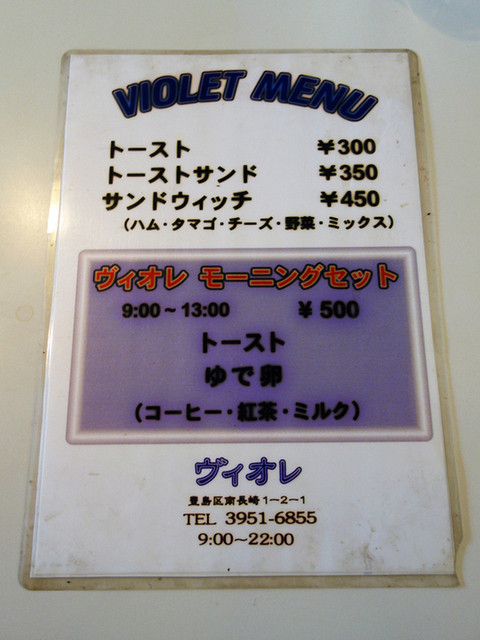 VIOLET MENU
トースト ￥300
トーストサンド ￥350
サンドウィッチ ￥450
（ハム・タマゴ・チーズ・野菜・ミックス）
ヴィオレ モーニングセット
9:00～13:00 ￥500
トースト
ゆで卵
（コーヒー・紅茶・ミルク）
ヴィオレ
豊島区南長崎1－2－1
TEL 3951-6855
9:00～22:00